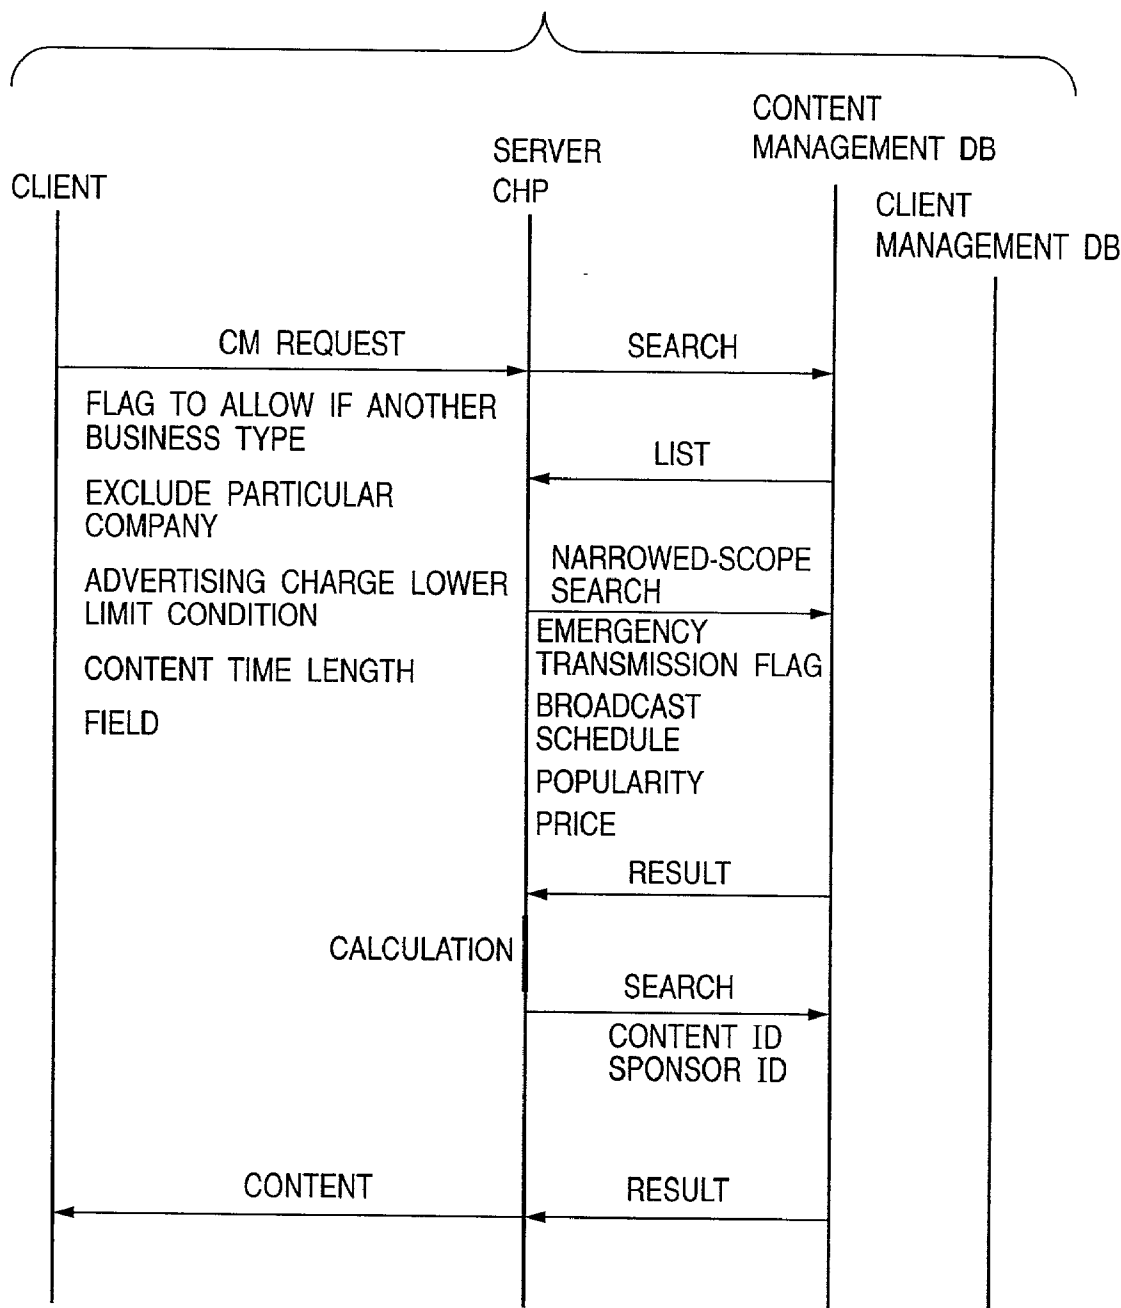 CONTENT
MANAGEMENT DB
SERVER
CHP
CLIENT
CLIENT
MANAGEMENT DB
CM REQUEST
SEARCH
FLAG TO ALLOW IF ANOTHER
BUSINESS TYPE
LIST
EXCLUDE PARTICULAR
COMPANY
NARROWED-SCOPE
SEARCH
ADVERTISING CHARGE LOWER
LIMIT CONDITION
EMERGENCY
TRANSMISSION FLAG
CONTENT TIME LENGTH
BROADCAST
SCHEDULE
FIELD
POPULARITY
PRICE
RESULT
CALCULATION
SEARCH
CONTENT ID
SPONSOR ID
CONTENT
RESULT